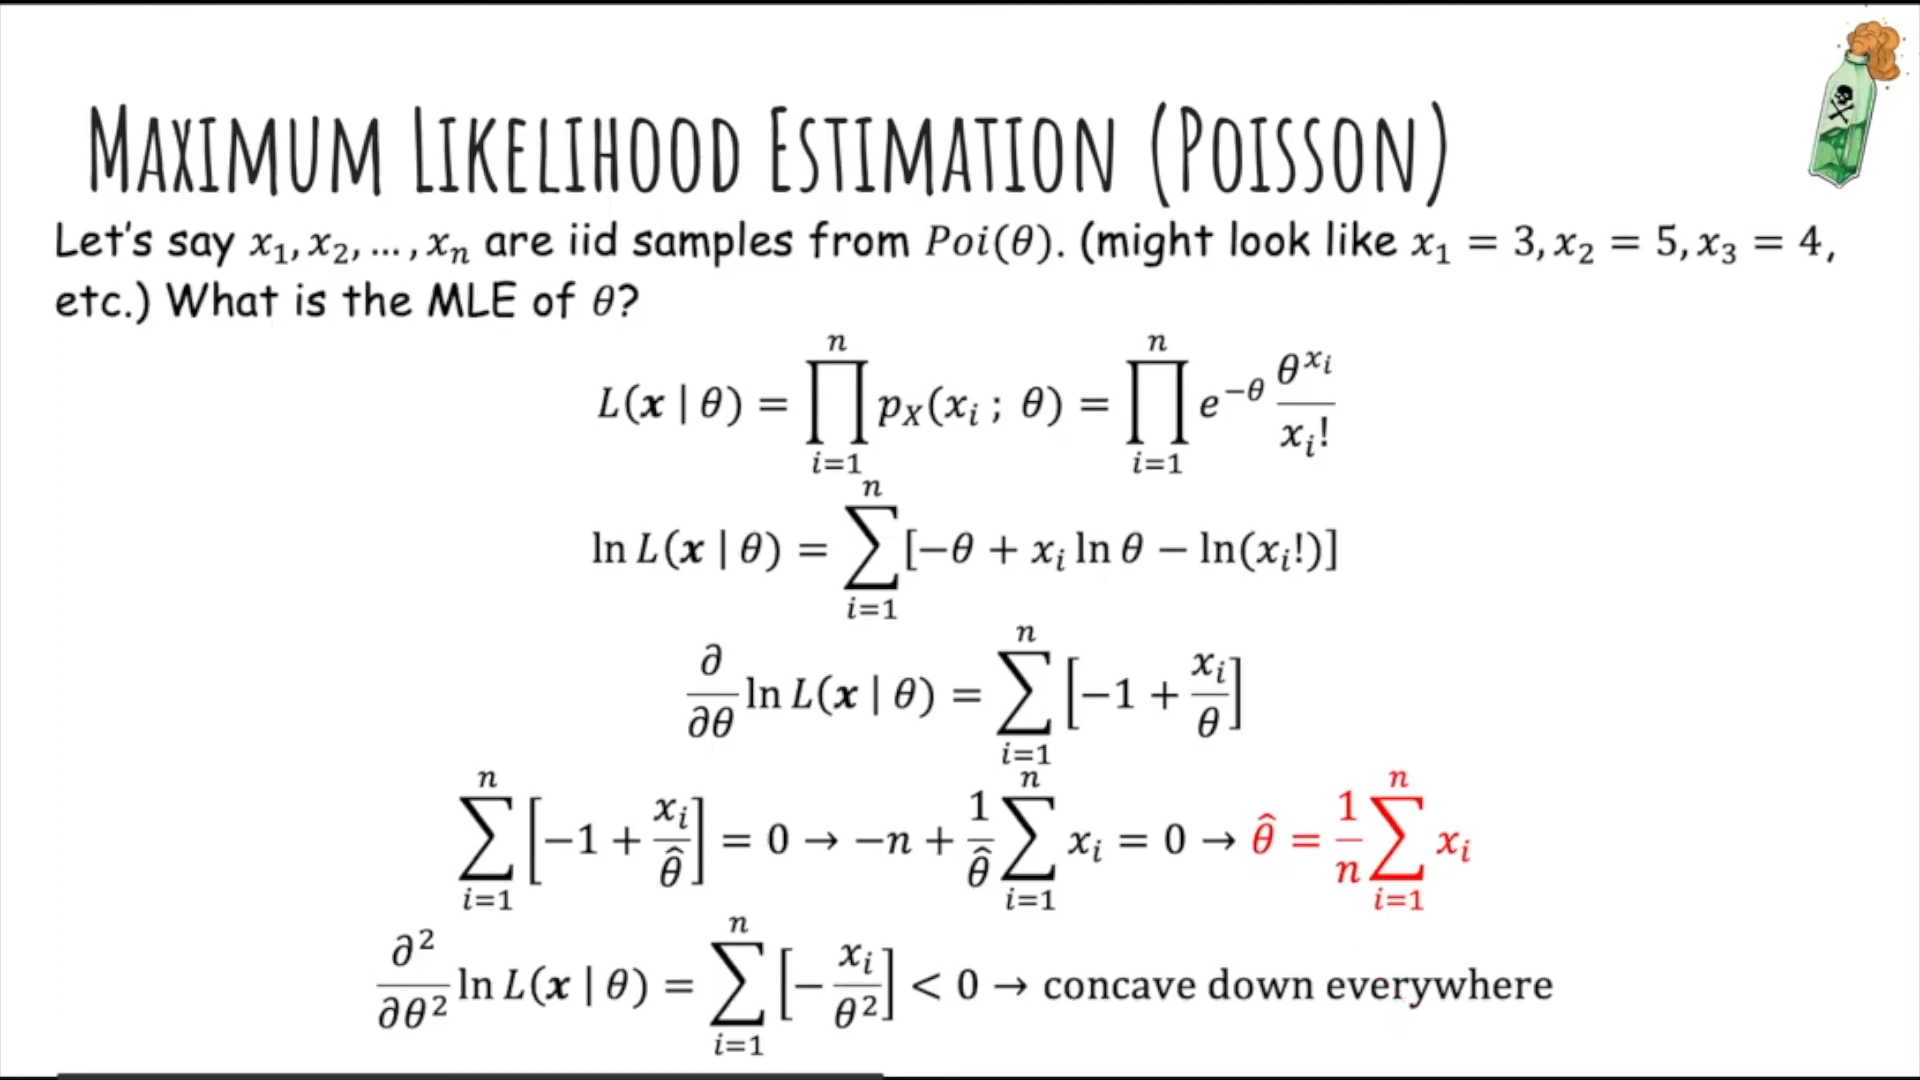 MAXIMUM LIKELIHOOD ESTIMATION (POISSON)
Let's say x₁, x₂, … , xₙ are iid samples from Poi(θ). (might look like x₁ = 3, x₂ = 5, x₃ = 4,
etc.) What is the MLE of θ?
L(x | θ) = ∏ᵢ₌₁ⁿ p_X(xᵢ ; θ) = ∏ᵢ₌₁ⁿ e^{−θ} θ^{xᵢ}/xᵢ!
ln L(x | θ) = ∑ᵢ₌₁ⁿ [−θ + xᵢ ln θ − ln(xᵢ!)]
∂/∂θ ln L(x | θ) = ∑ᵢ₌₁ⁿ [−1 + xᵢ/θ]
∑ᵢ₌₁ⁿ [−1 + xᵢ/θ̂] = 0 → −n + 1/θ̂ ∑ᵢ₌₁ⁿ xᵢ = 0 → θ̂ = 1/n ∑ᵢ₌₁ⁿ xᵢ
∂²/∂θ² ln L(x | θ) = ∑ᵢ₌₁ⁿ [− xᵢ/θ²] < 0 → concave down everywhere